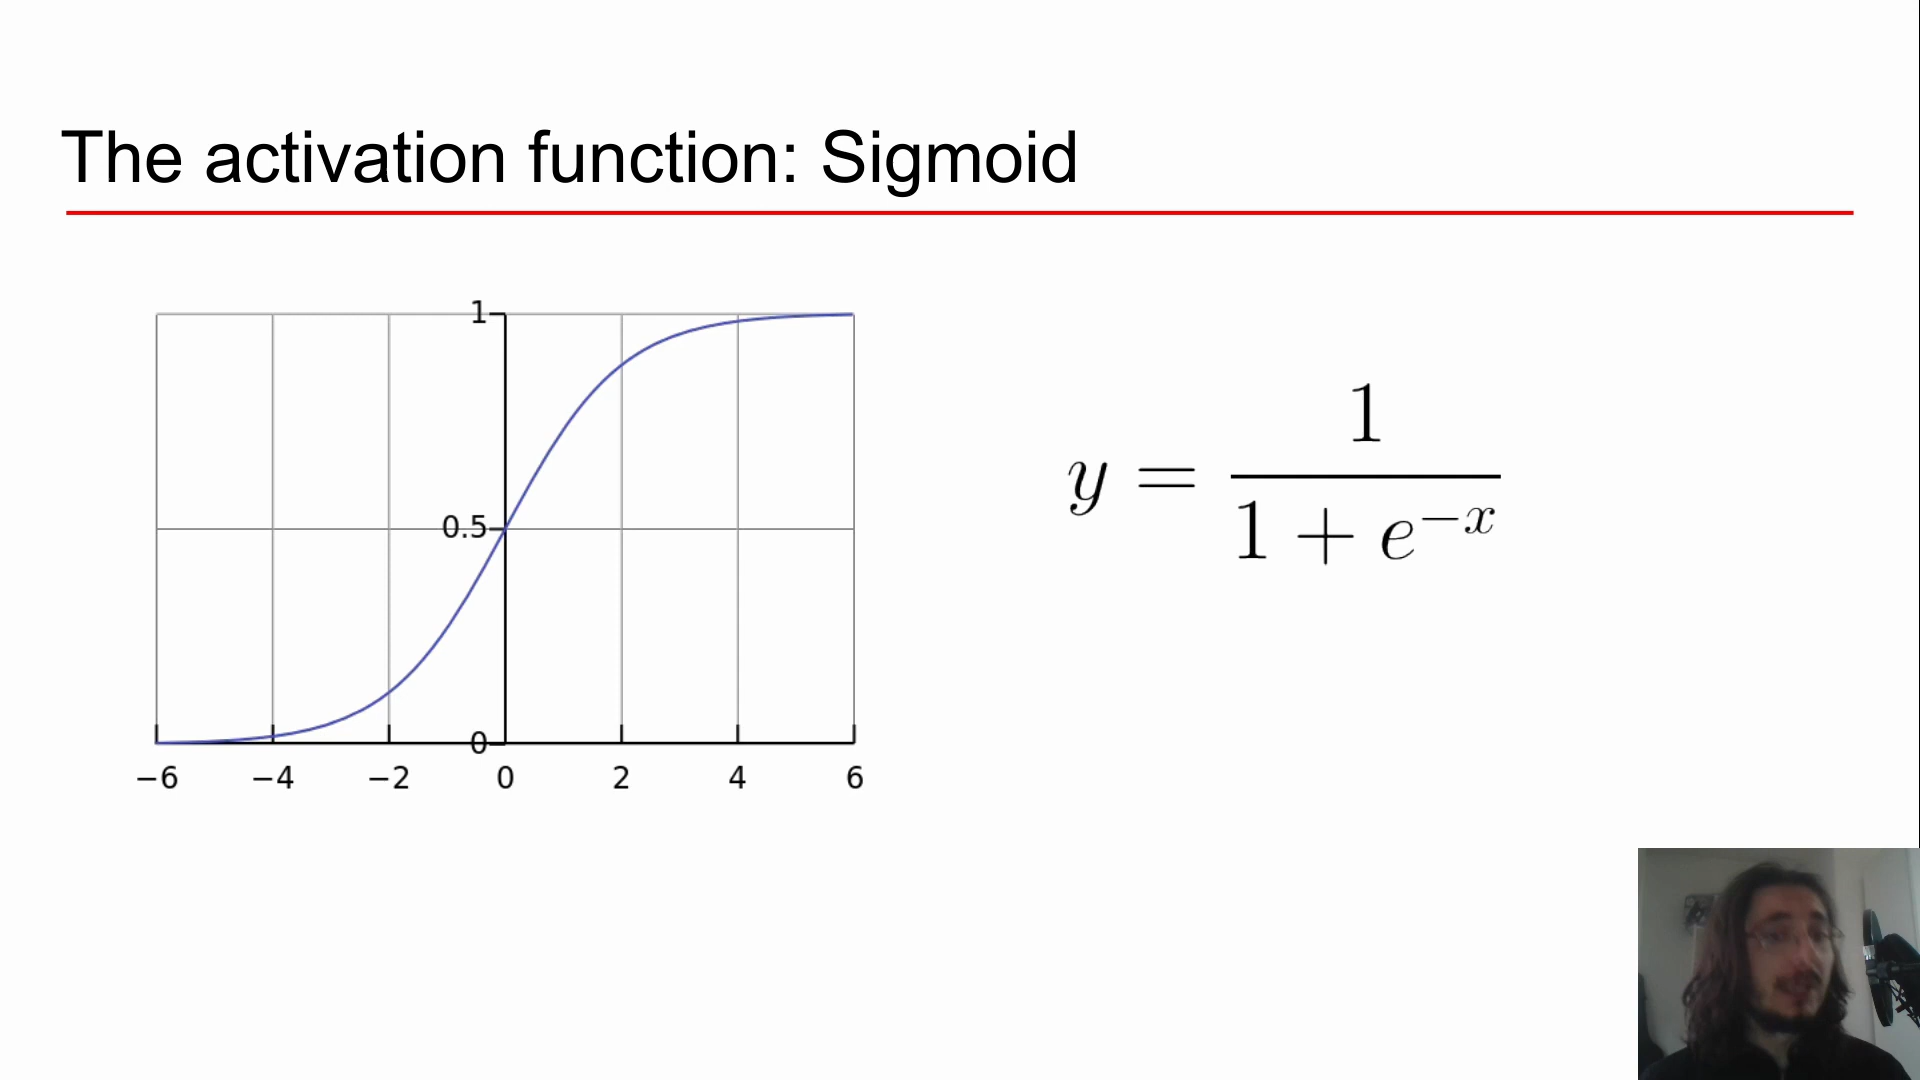 The activation function: Sigmoid
1
0.5
0
−6 −4 −2 0 2 4 6
y = 1 / (1 + e^{−x})